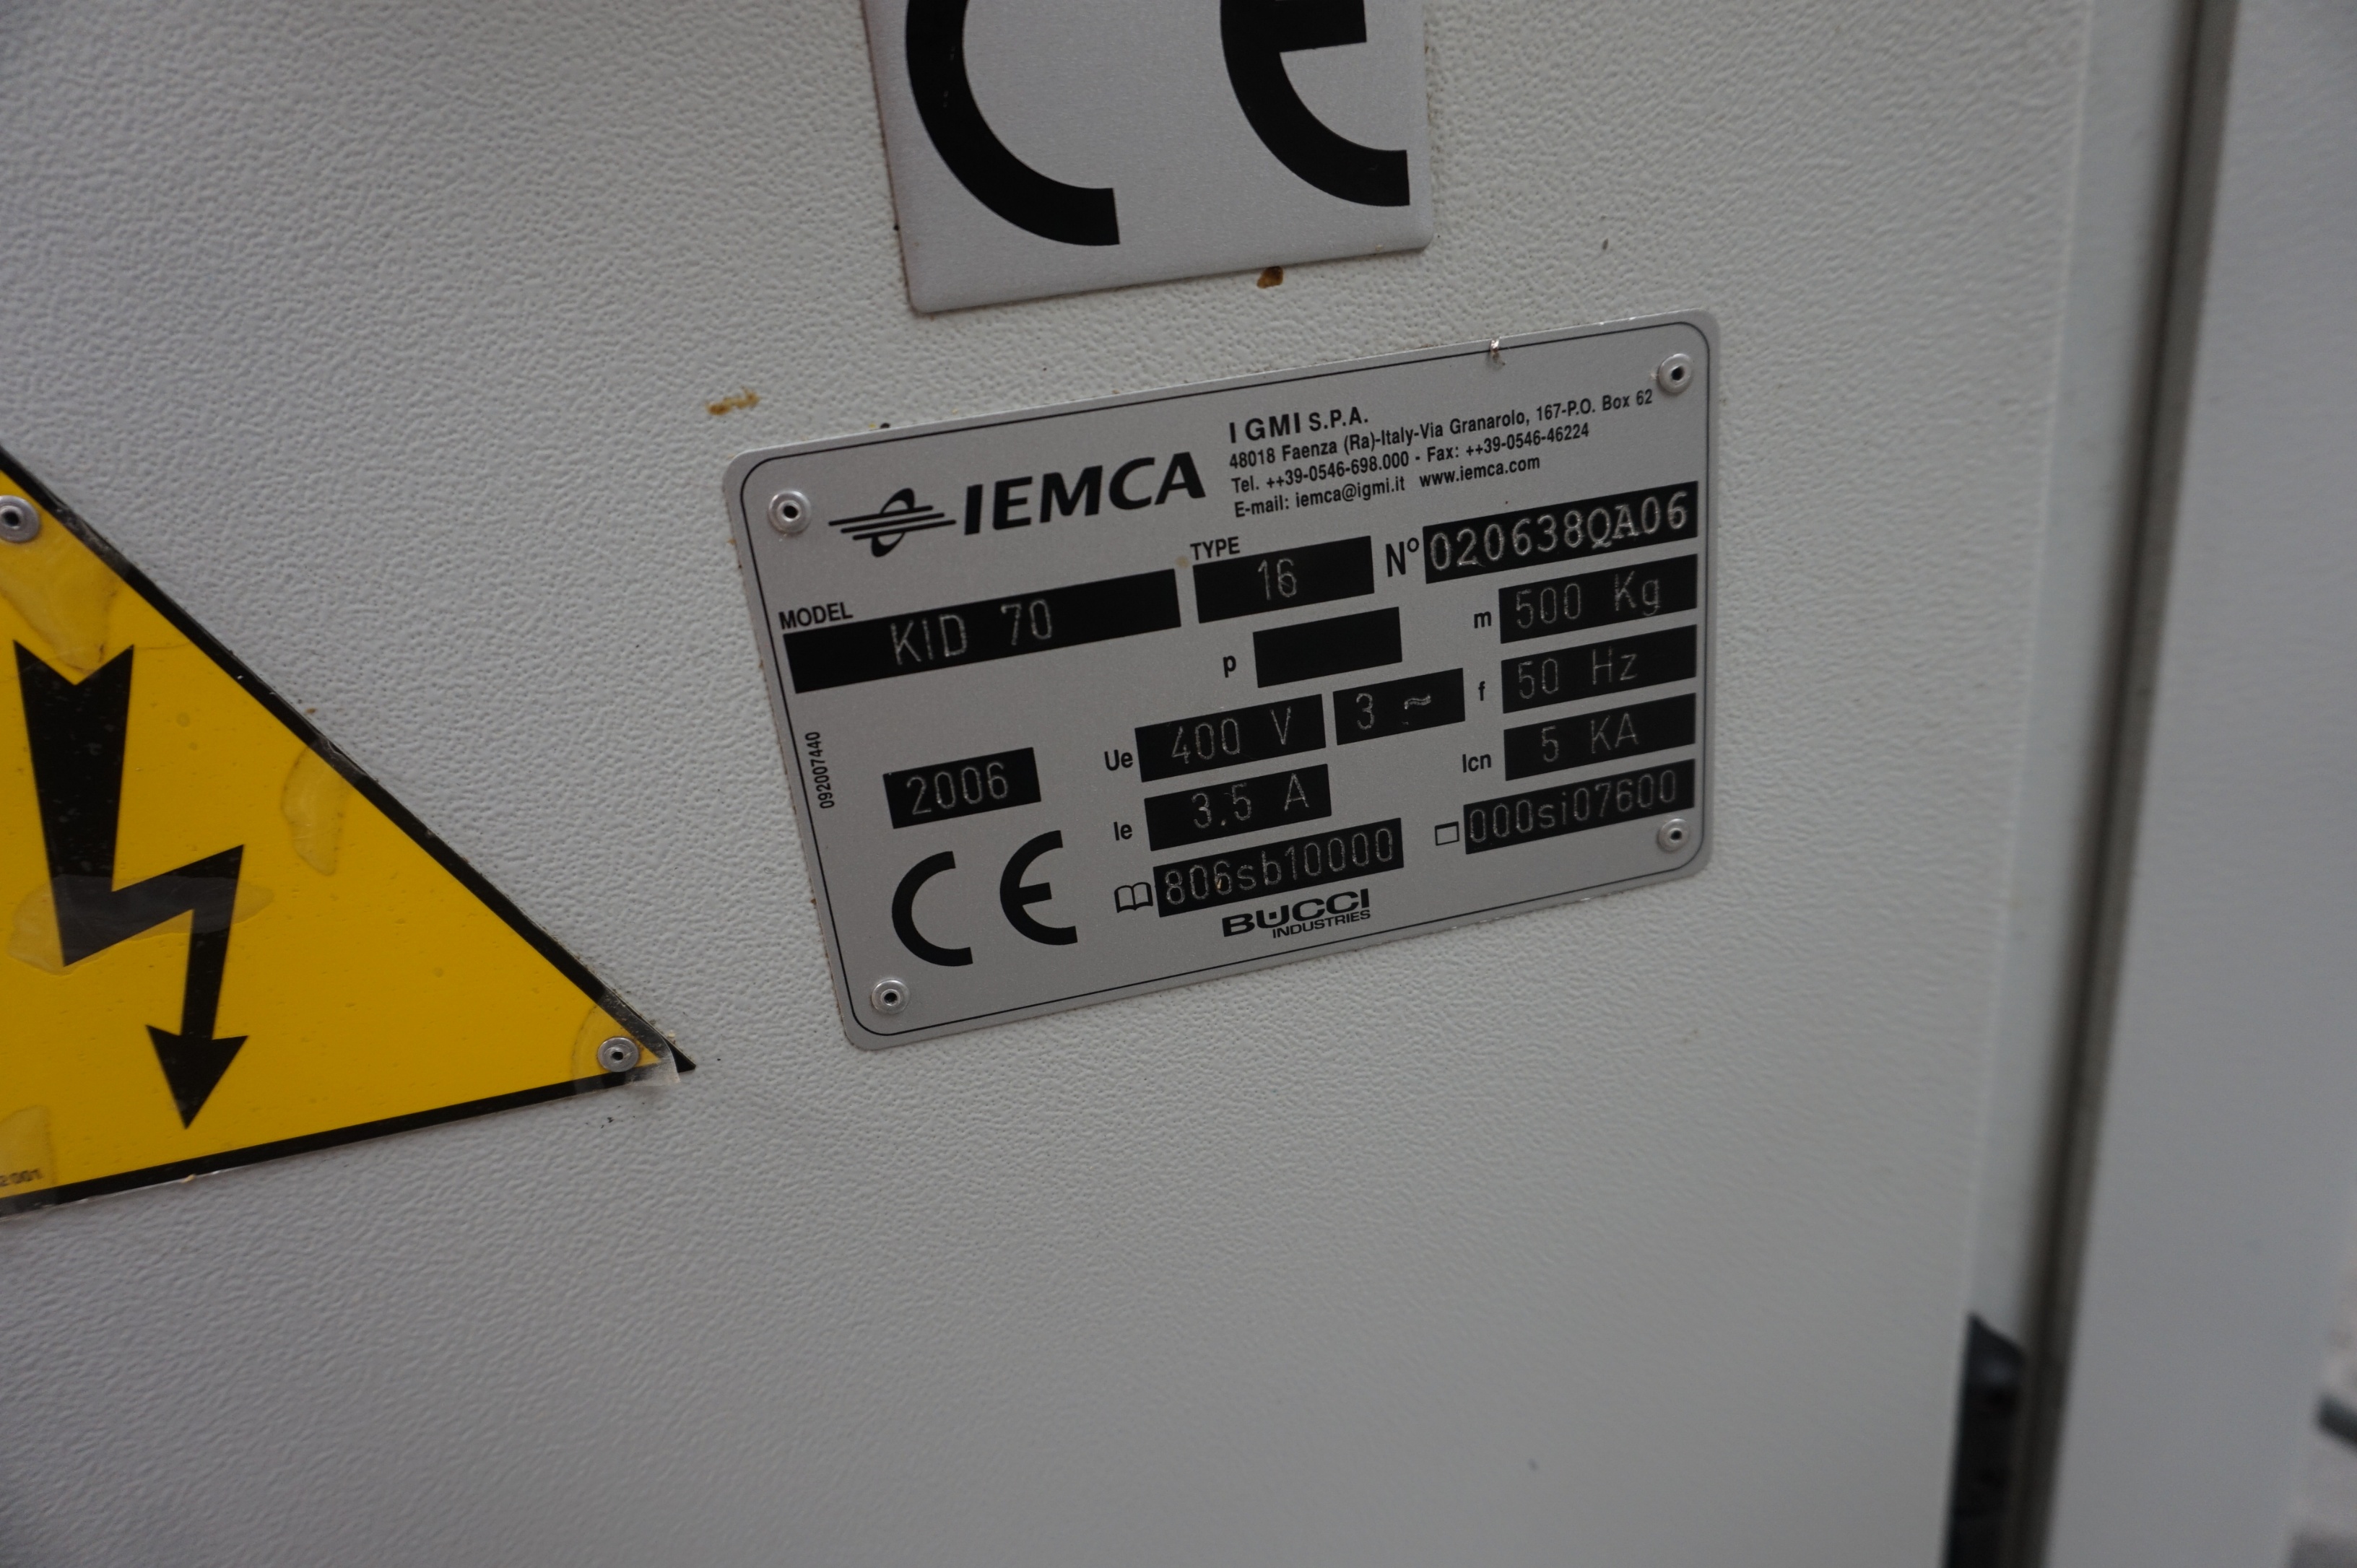 CE
IEMCA
IGMI S.P.A.
48018 Faenza (Ra)-Italy-Via Granarolo, 167-P.O. Box 62
Tel. ++39-0546-698.000 - Fax: ++39-0546-46224
E-mail: iemca@igmi.it www.iemca.com
MODEL KID 70
TYPE 16
N° 020638QA06
p
m 500 Kg
Ue 400 V 3 ~
f 50 Hz
2006
Ie 3.5 A
Icn 5 KA
806sb10000
000si07600
CE
BUCCI
INDUSTRIES
092007440